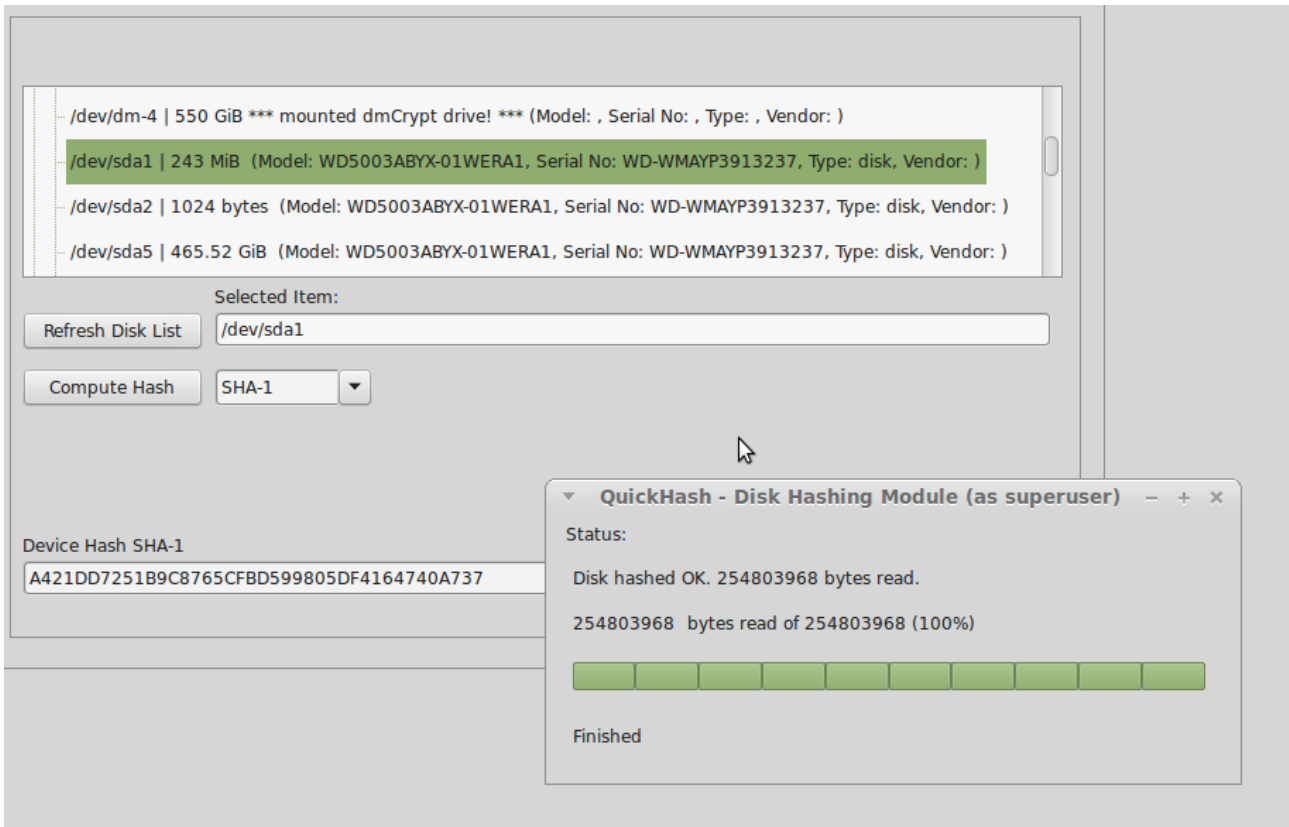 /dev/dm-4 | 550 GiB *** mounted dmCrypt drive! *** (Model: , Serial No: , Type: , Vendor: )
/dev/sda1 | 243 MiB (Model: WD5003ABYX-01WERA1, Serial No: WD-WMAYP3913237, Type: disk, Vendor: )
/dev/sda2 | 1024 bytes (Model: WD5003ABYX-01WERA1, Serial No: WD-WMAYP3913237, Type: disk, Vendor: )
/dev/sda5 | 465.52 GiB (Model: WD5003ABYX-01WERA1, Serial No: WD-WMAYP3913237, Type: disk, Vendor: )
Selected Item:
Refresh Disk List /dev/sda1
Compute Hash SHA-1
Device Hash SHA-1
A421DD7251B9C8765CFBD599805DF4164740A737
QuickHash - Disk Hashing Module (as superuser)
Status:
Disk hashed OK. 254803968 bytes read.
254803968 bytes read of 254803968 (100%)
Finished